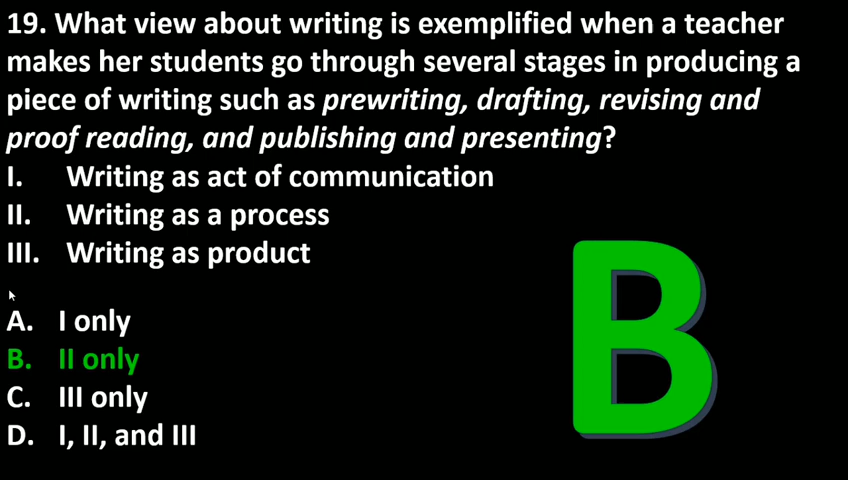 19. What view about writing is exemplified when a teacher
makes her students go through several stages in producing a
piece of writing such as prewriting, drafting, revising and
proof reading, and publishing and presenting?
I. Writing as act of communication
II. Writing as a process
III. Writing as product
A. I only
B. II only
C. III only
D. I, II, and III
B